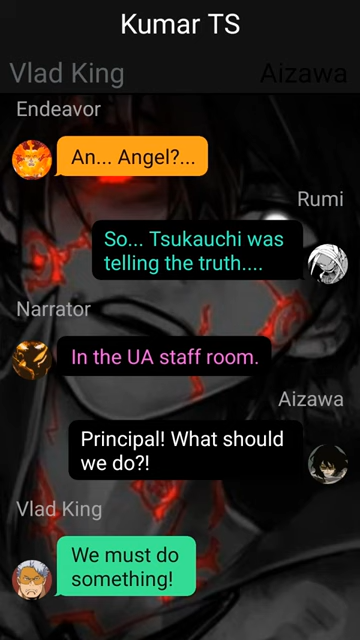 Kumar TS
Vlad King
Aizawa
Endeavor
An... Angel?...
Rumi
So... Tsukauchi was
telling the truth....
Narrator
In the UA staff room.
Aizawa
Principal! What should
we do?!
Vlad King
We must do
something!